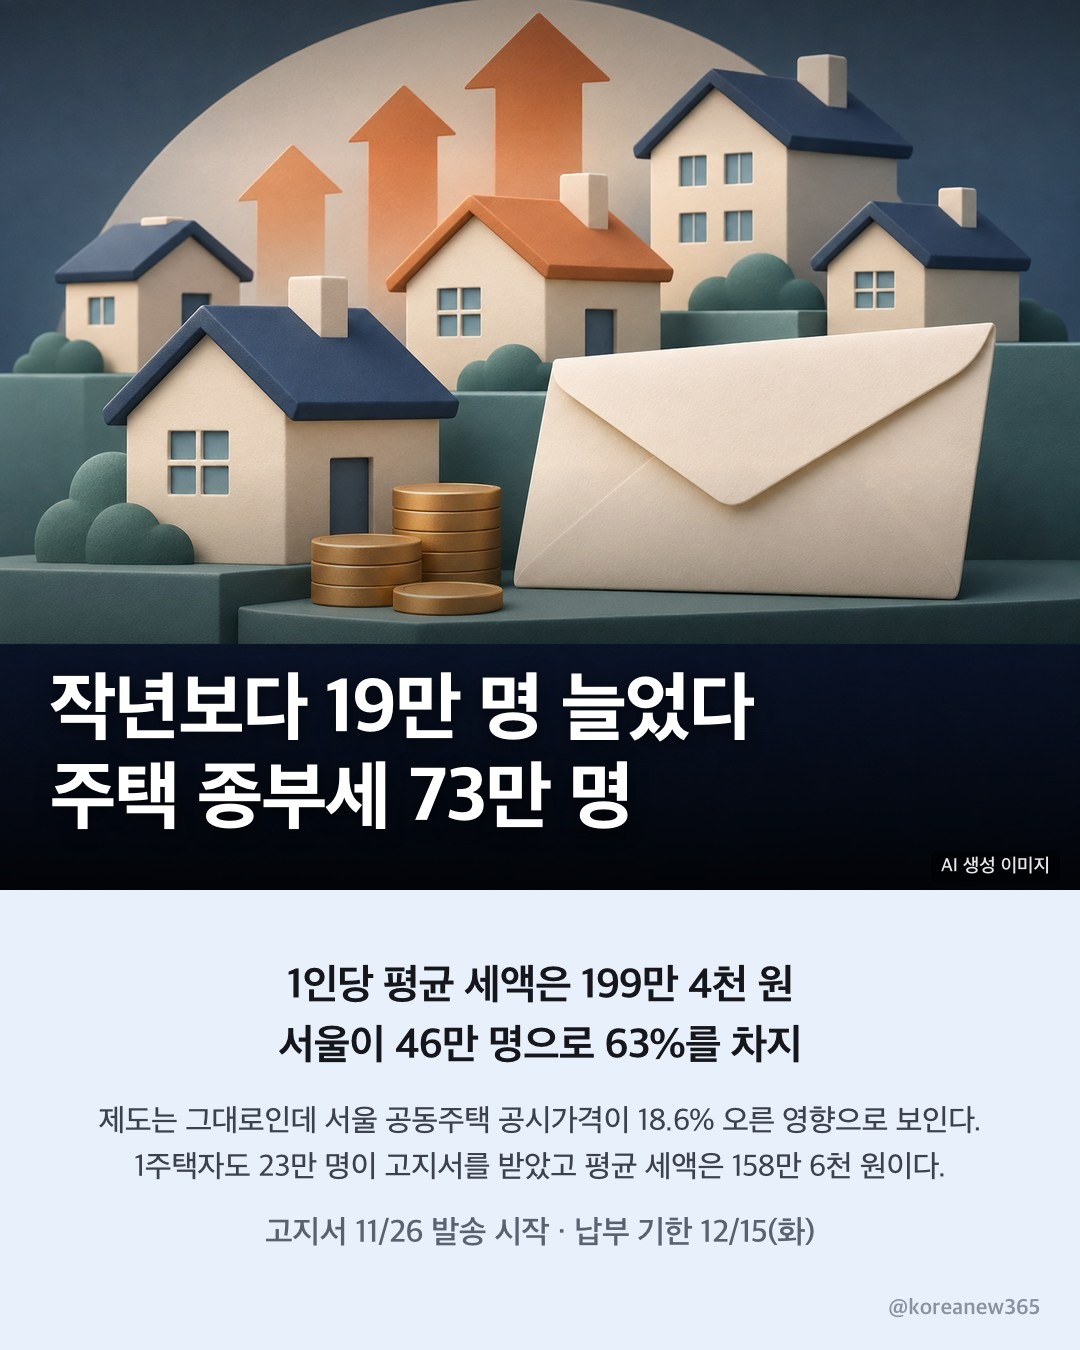 작년보다 19만 명 늘었다
주택 종부세 73만 명
AI 생성 이미지
1인당 평균 세액은 199만 4천 원
서울이 46만 명으로 63%를 차지
제도는 그대로인데 서울 공동주택 공시가격이 18.6% 오른 영향으로 보인다.
1주택자도 23만 명이 고지서를 받았고 평균 세액은 158만 6천 원이다.
고지서 11/26 발송 시작 · 납부 기한 12/15(화)
@koreanew365